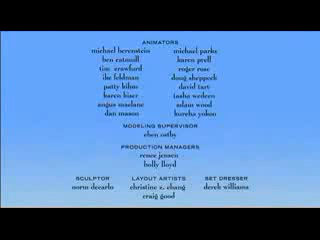 ANIMATORS
michael berenstein michael parks
ben catmull karen prell
tim crawford roger rose
ike feldman doug sheppeck
patty kihm david tart
karen kiser tasha wedeen
angus maclane adam wood
dan mason kureha yokoo
MODELING SUPERVISOR
eben ostby
PRODUCTION MANAGERS
renee jensen
holly lloyd
SCULPTOR LAYOUT ARTISTS SET DRESSER
norm decarlo christine z. chang derek williams
craig good